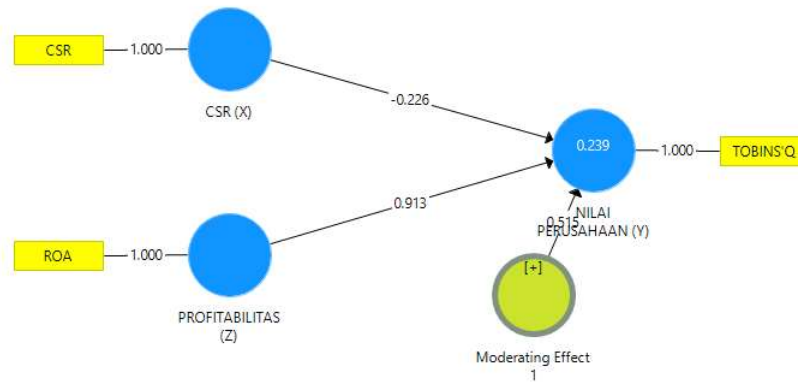 CSR
1.000
CSR (X)
-0.226
0.239
1.000
TOBINS'Q
NILAI
PERUSAHAAN (Y)
0.913
0.515
ROA
1.000
[+]
PROFITABILITAS
(Z)
Moderating Effect
1